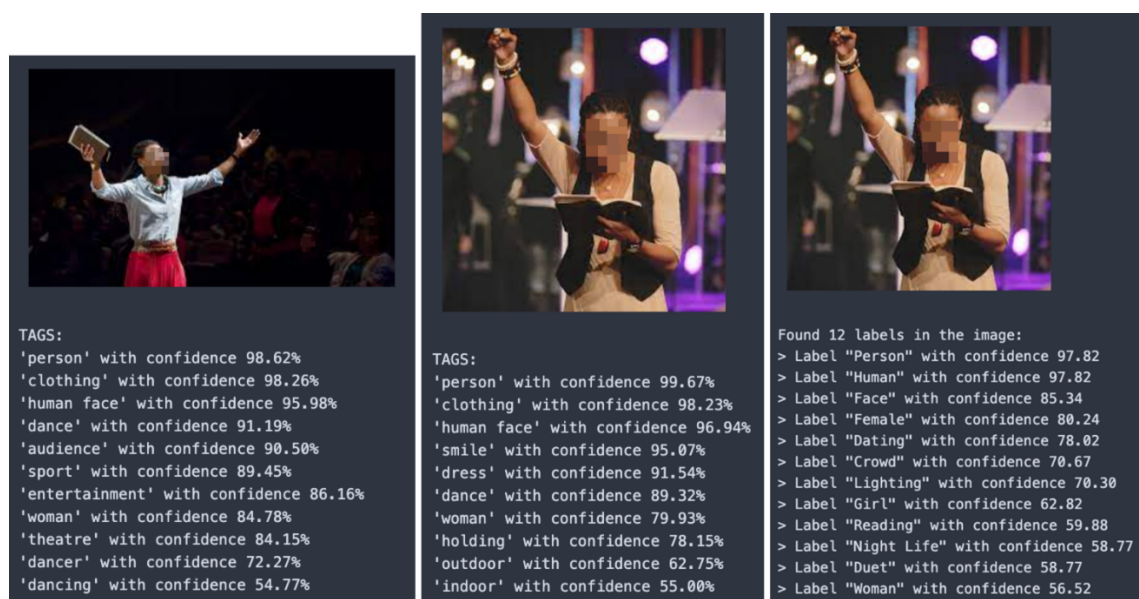 TAGS:
'person' with confidence 98.62%
'clothing' with confidence 98.26%
'human face' with confidence 95.98%
'dance' with confidence 91.19%
'audience' with confidence 90.50%
'sport' with confidence 89.45%
'entertainment' with confidence 86.16%
'woman' with confidence 84.78%
'theatre' with confidence 84.15%
'dancer' with confidence 72.27%
'dancing' with confidence 54.77%
TAGS:
'person' with confidence 99.67%
'clothing' with confidence 98.23%
'human face' with confidence 96.94%
'smile' with confidence 95.07%
'dress' with confidence 91.54%
'dance' with confidence 89.32%
'woman' with confidence 79.93%
'holding' with confidence 78.15%
'outdoor' with confidence 62.75%
'indoor' with confidence 55.00%
Found 12 labels in the image:
> Label "Person" with confidence 97.82
> Label "Human" with confidence 97.82
> Label "Face" with confidence 85.34
> Label "Female" with confidence 80.24
> Label "Dating" with confidence 78.02
> Label "Crowd" with confidence 70.67
> Label "Lighting" with confidence 70.30
> Label "Girl" with confidence 62.82
> Label "Reading" with confidence 59.88
> Label "Night Life" with confidence 58.77
> Label "Duet" with confidence 58.77
> Label "Woman" with confidence 56.52